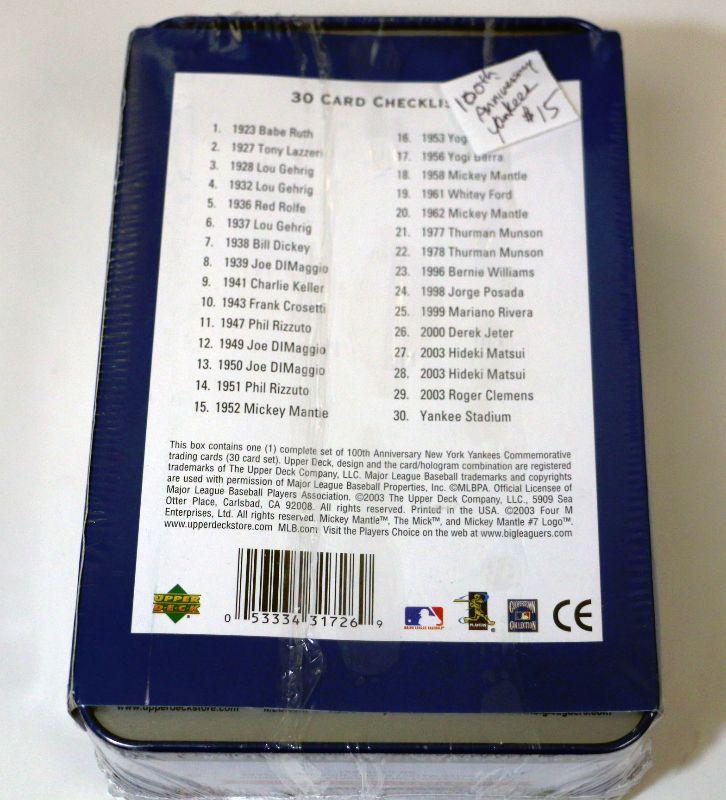 30 CARD CHECKLIS
100th
Anniversary
Yankees
$15
1. 1923 Babe Ruth
2. 1927 Tony Lazzeri
3. 1928 Lou Gehrig
4. 1932 Lou Gehrig
5. 1936 Red Rolfe
6. 1937 Lou Gehrig
7. 1938 Bill Dickey
8. 1939 Joe DiMaggio
9. 1941 Charlie Keller
10. 1943 Frank Crosetti
11. 1947 Phil Rizzuto
12. 1949 Joe DiMaggio
13. 1950 Joe DiMaggio
14. 1951 Phil Rizzuto
15. 1952 Mickey Mantle
16. 1953 Yog
17. 1956 Yogi Berra
18. 1958 Mickey Mantle
19. 1961 Whitey Ford
20. 1962 Mickey Mantle
21. 1977 Thurman Munson
22. 1978 Thurman Munson
23. 1996 Bernie Williams
24. 1998 Jorge Posada
25. 1999 Mariano Rivera
26. 2000 Derek Jeter
27. 2003 Hideki Matsui
28. 2003 Hideki Matsui
29. 2003 Roger Clemens
30. Yankee Stadium
This box contains one (1) complete set of 100th Anniversary New York Yankees Commemorative
trading cards (30 card set). Upper Deck, design and the card/hologram combination are registered
trademarks of The Upper Deck Company, LLC. Major League Baseball trademarks and copyrights
are used with permission of Major League Baseball Properties, Inc. ©MLBPA. Official Licensee of
Major League Baseball Players Association. ©2003 The Upper Deck Company, LLC., 5909 Sea
Otter Place, Carlsbad, CA 92008. All rights reserved. Printed in the USA. ©2003 Four M
Enterprises, Ltd. All rights reserved. Mickey Mantle™, The Mick™, and Mickey Mantle #7 Logo™.
www.upperdeckstore.com MLB.com Visit the Players Choice on the web at www.bigleaguers.com
UPPER
DECK
0 53334 31726 9
MAJOR LEAGUE BASEBALL
PLAYERS
COOPERSTOWN
COLLECTION
CE
www.upperdeckstore.com